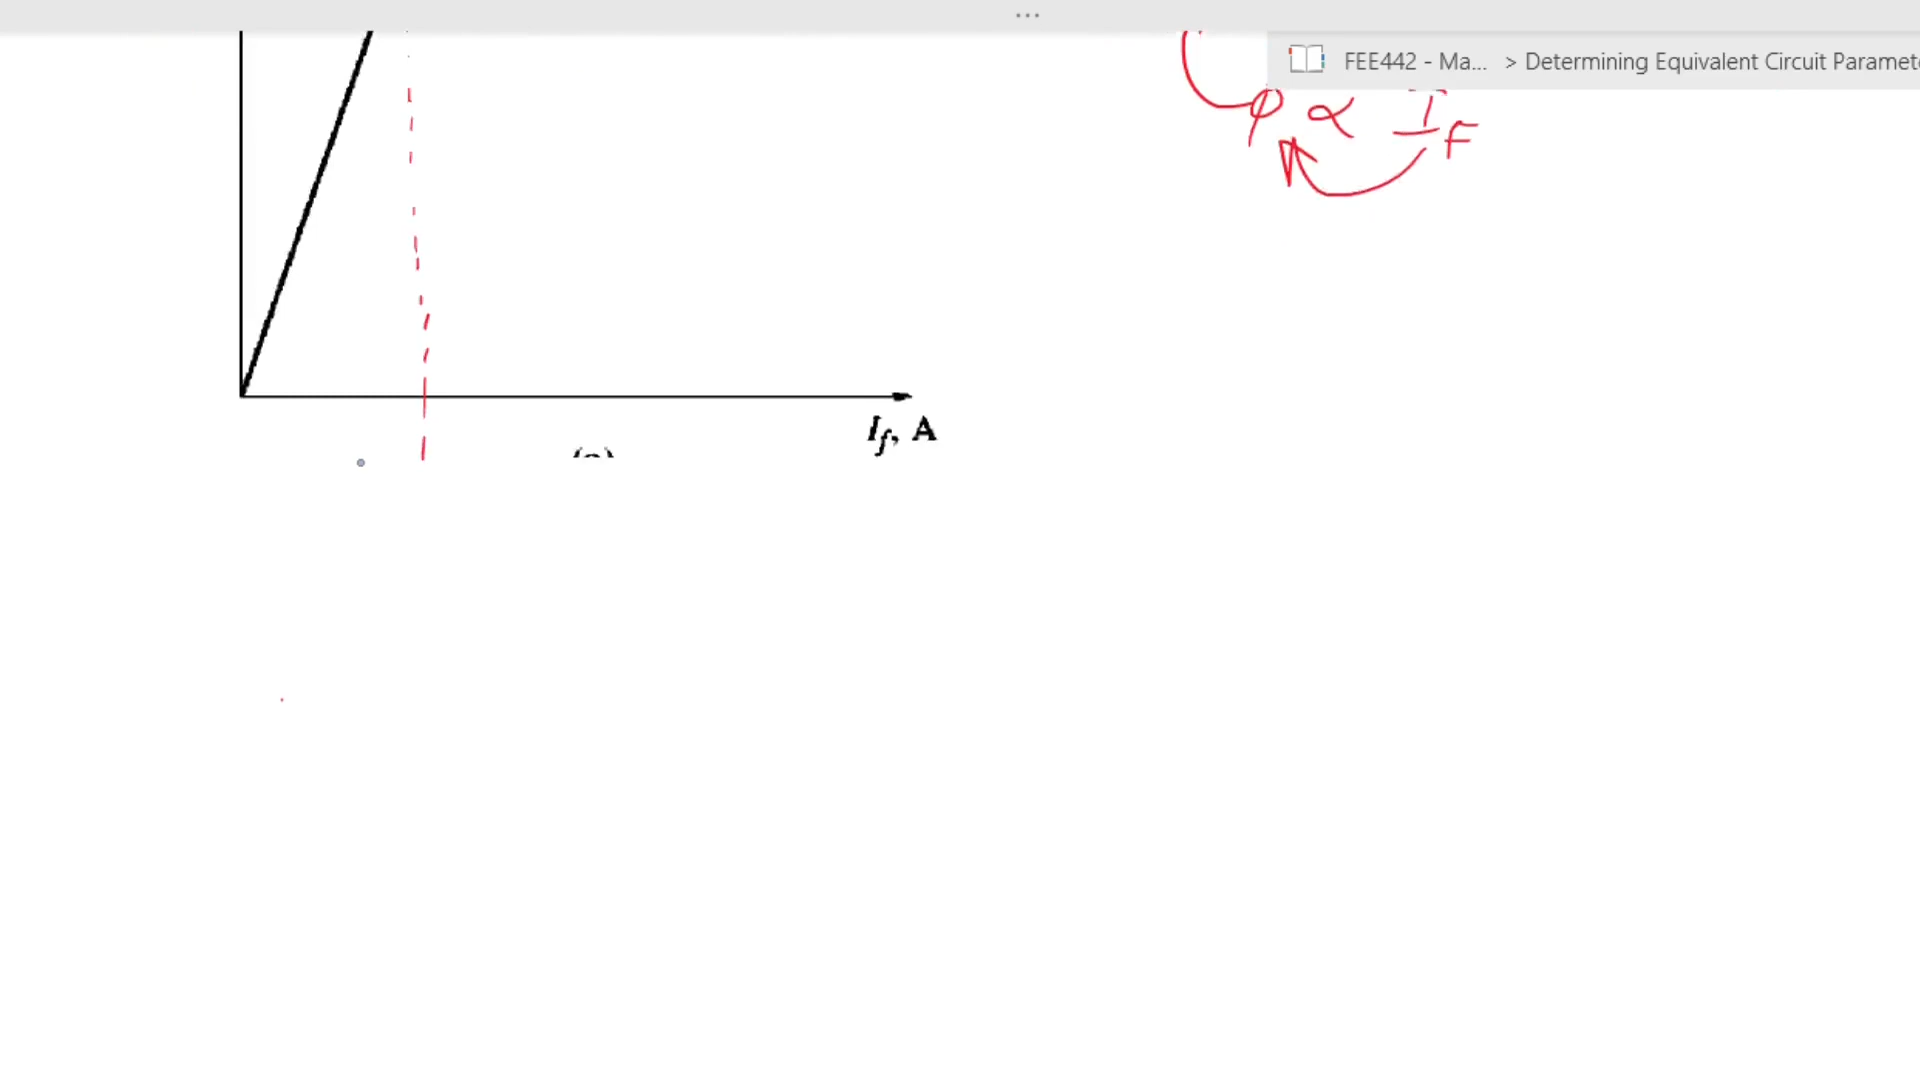 FEE442 - Ma... > Determining Equivalent Circuit Paramet
φ ∝ I_F
I_f, A